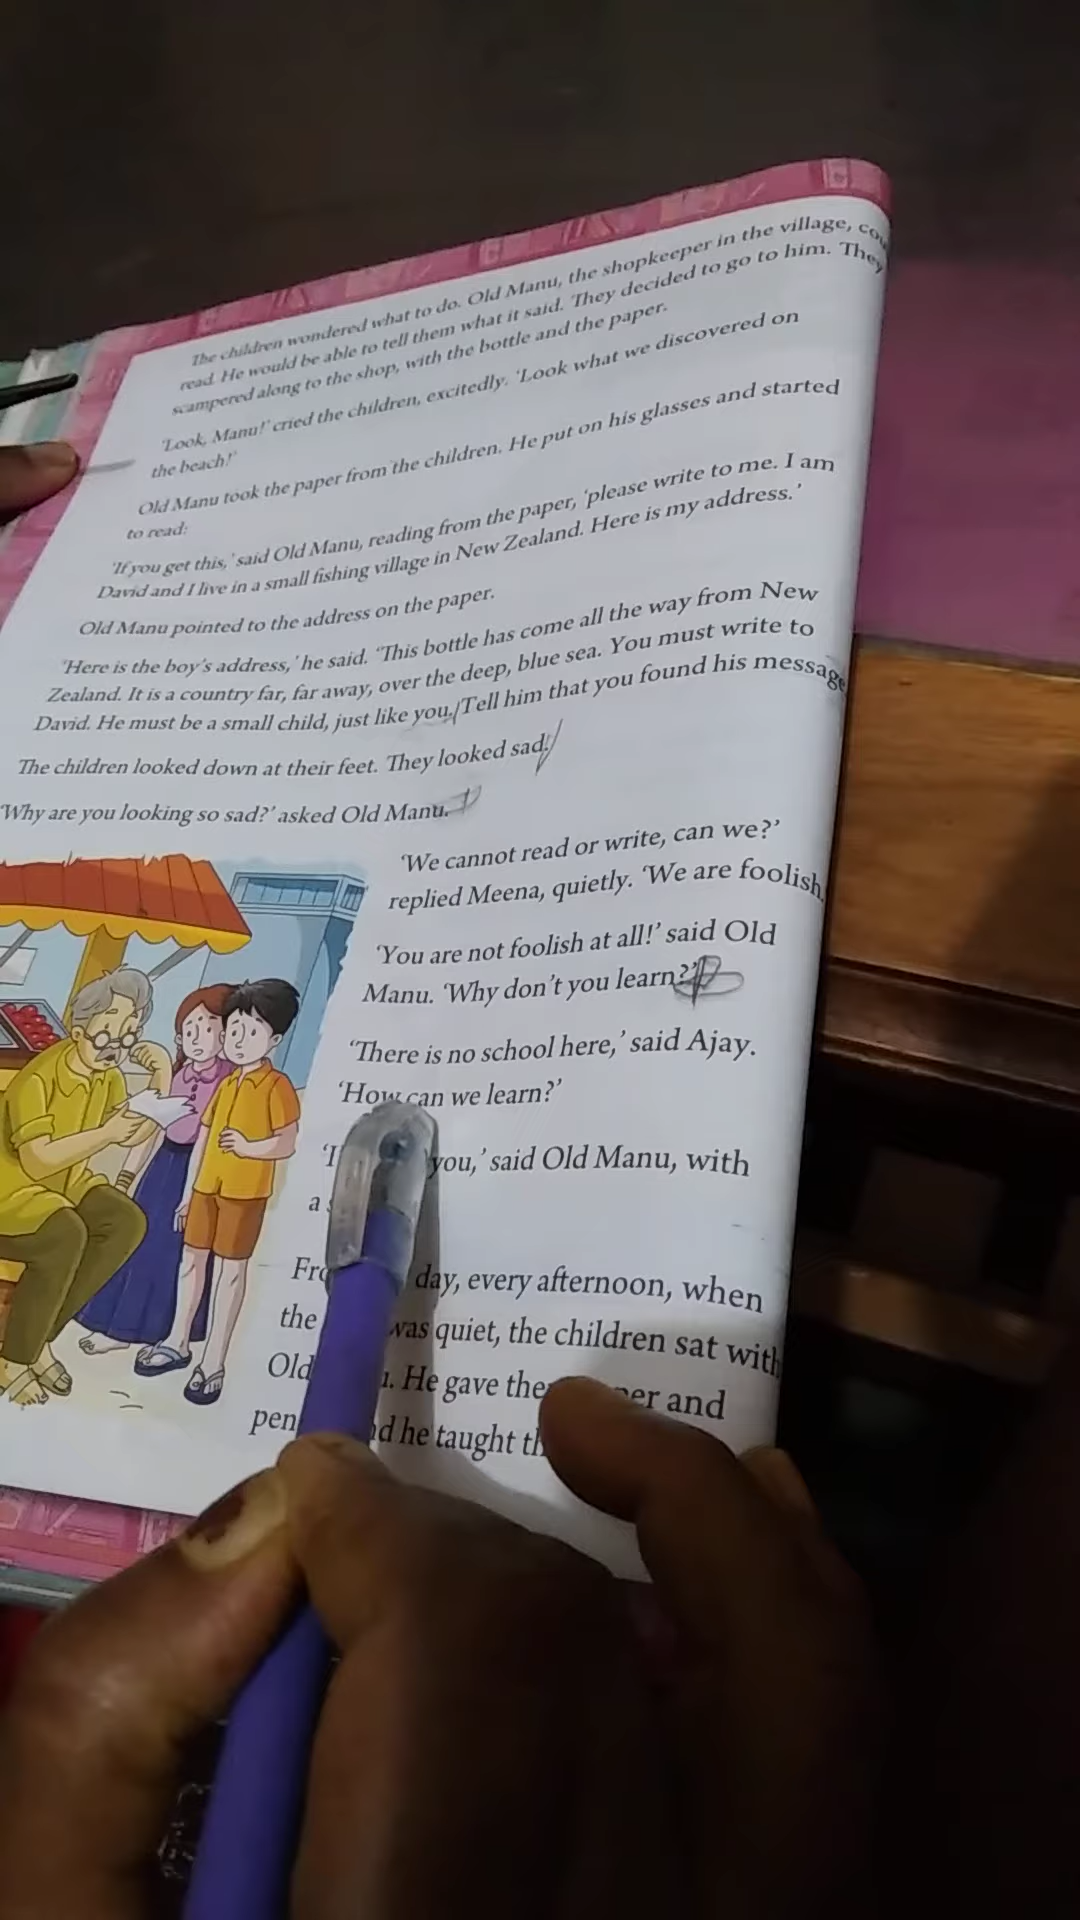 The children wondered what to do. Old Manu, the shopkeeper in the village,
read. He would be able to tell them what it said. They decided to go to him. They
scampered along to the shop, with the bottle and the paper.
'Look, Manu!' cried the children, excitedly. 'Look what we discovered on
the beach!'
Old Manu took the paper from the children. He put on his glasses and started
to read:
'If you get this,' said Old Manu, reading from the paper, 'please write to me. I am
David and I live in a small fishing village in New Zealand. Here is my address.'
Old Manu pointed to the address on the paper.
'Here is the boy's address,' he said. 'This bottle has come all the way from New
Zealand. It is a country far, far away, over the deep, blue sea. You must write to
David. He must be a small child, just like you. Tell him that you found his message
The children looked down at their feet. They looked sad.
'Why are you looking so sad?' asked Old Manu.
'We cannot read or write, can we?'
replied Meena, quietly. 'We are foolish
'You are not foolish at all!' said Old
Manu. 'Why don't you learn?'
'There is no school here,' said Ajay.
'How can we learn?'
you,' said Old Manu, with
a
day, every afternoon, when
the was quiet, the children sat with
Old He gave and
he taught